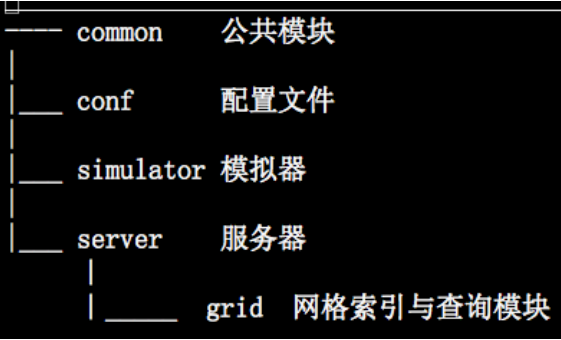 ---- common 公共模块
|
|___ conf 配置文件
|
|___ simulator 模拟器
|
|___ server 服务器
|
|_____ grid 网格索引与查询模块